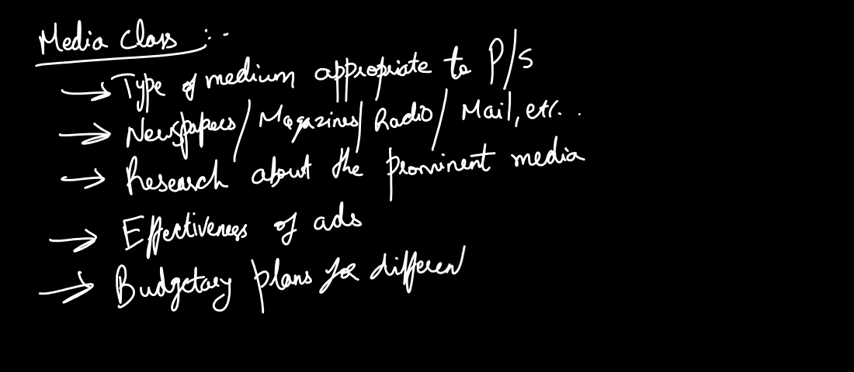 Media Class :-
→ Type of medium appropriate to P/S
→ Newspapers/Magazines/Radio/Mail, etc...
→ Research about the prominent media
→ Effectiveness of ads
→ Budgetary plans for differen